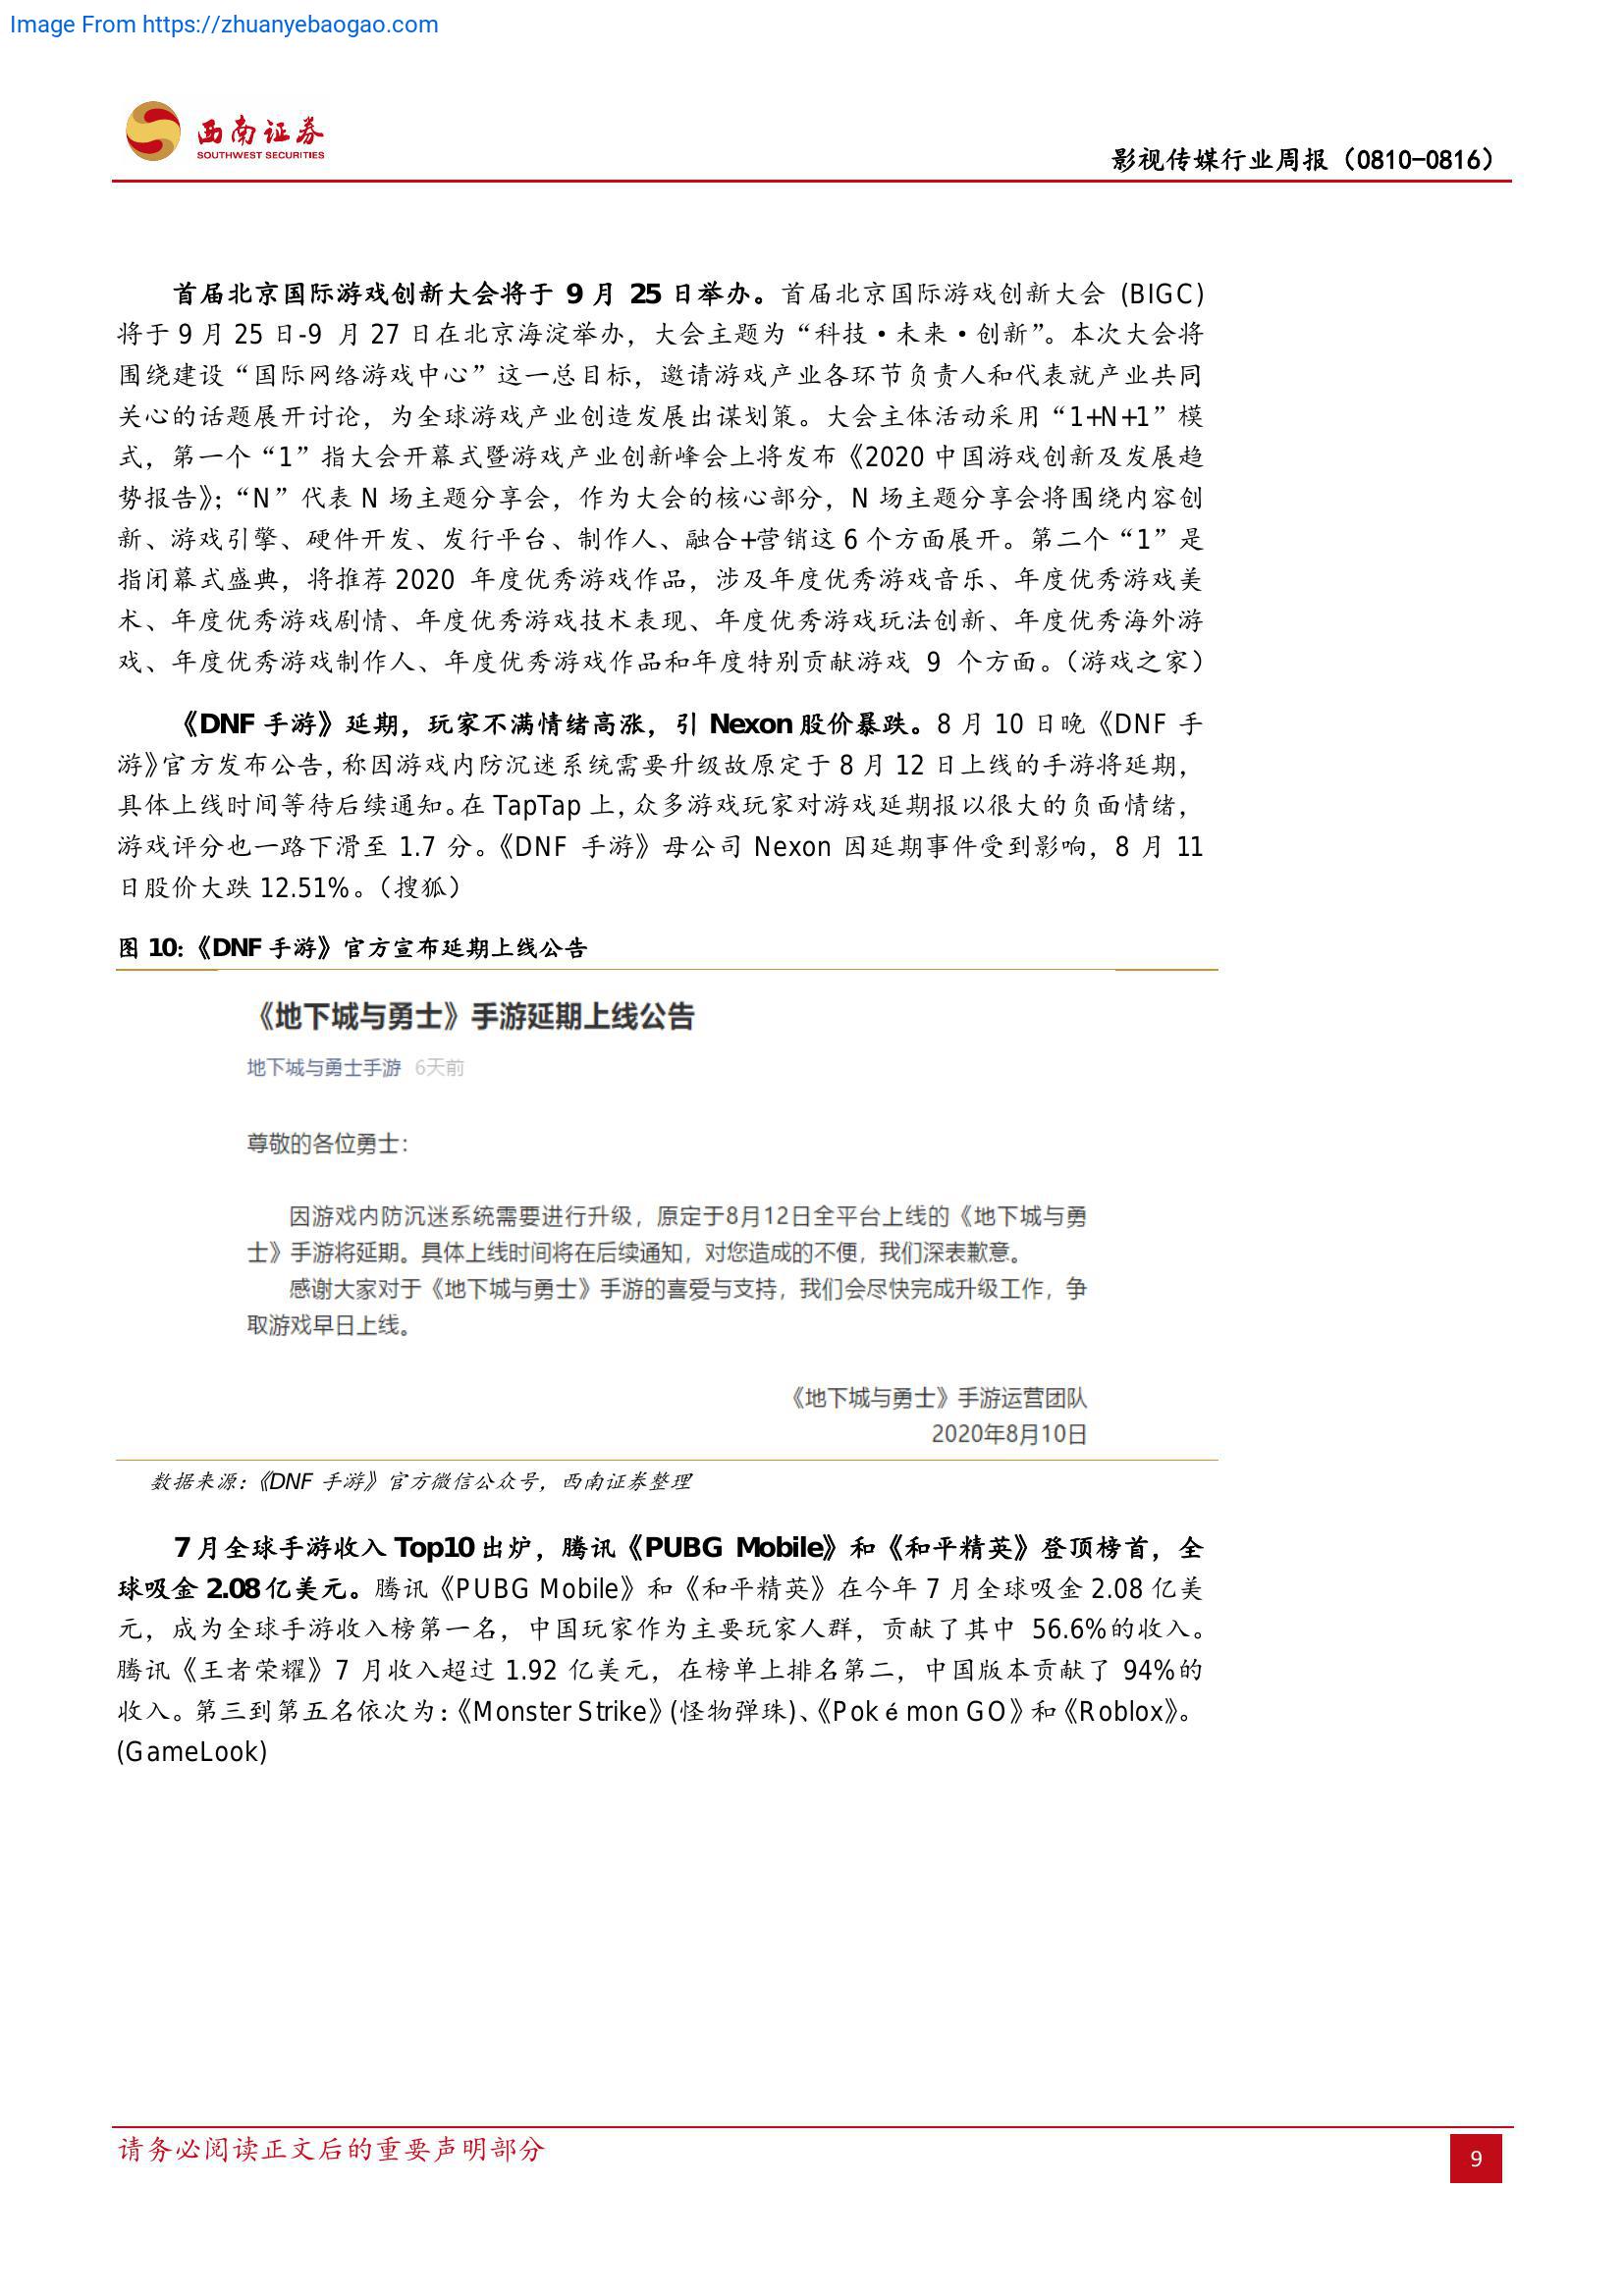 Image From https://zhuanyebaogao.com
西南证券
SOUTHWEST SECURITIES
影视传媒行业周报（0810-0816）
首届北京国际游戏创新大会将于 9 月 25 日举办。首届北京国际游戏创新大会 (BIGC)
将于 9 月 25 日-9 月 27 日在北京海淀举办，大会主题为“科技·未来·创新”。本次大会将
围绕建设“国际网络游戏中心”这一总目标，邀请游戏产业各环节负责人和代表就产业共同
关心的话题展开讨论，为全球游戏产业创造发展出谋划策。大会主体活动采用“1+N+1”模
式，第一个“1”指大会开幕式暨游戏产业创新峰会上将发布《2020 中国游戏创新及发展趋
势报告》；“N”代表 N 场主题分享会，作为大会的核心部分，N 场主题分享会将围绕内容创
新、游戏引擎、硬件开发、发行平台、制作人、融合+营销这 6 个方面展开。第二个“1”是
指闭幕式盛典，将推荐 2020 年度优秀游戏作品，涉及年度优秀游戏音乐、年度优秀游戏美
术、年度优秀游戏剧情、年度优秀游戏技术表现、年度优秀游戏玩法创新、年度优秀海外游
戏、年度优秀游戏制作人、年度优秀游戏作品和年度特别贡献游戏 9 个方面。（游戏之家）
《DNF 手游》延期，玩家不满情绪高涨，引 Nexon 股价暴跌。8 月 10 日晚《DNF 手
游》官方发布公告，称因游戏内防沉迷系统需要升级故原定于 8 月 12 日上线的手游将延期，
具体上线时间等待后续通知。在 TapTap 上，众多游戏玩家对游戏延期报以很大的负面情绪，
游戏评分也一路下滑至 1.7 分。《DNF 手游》母公司 Nexon 因延期事件受到影响，8 月 11
日股价大跌 12.51%。（搜狐）
图 10：《DNF 手游》官方宣布延期上线公告
《地下城与勇士》手游延期上线公告
地下城与勇士手游 6天前
尊敬的各位勇士：
因游戏内防沉迷系统需要进行升级，原定于8月12日全平台上线的《地下城与勇
士》手游将延期。具体上线时间将在后续通知，对您造成的不便，我们深表歉意。
感谢大家对于《地下城与勇士》手游的喜爱与支持，我们会尽快完成升级工作，争
取游戏早日上线。
《地下城与勇士》手游运营团队
2020年8月10日
数据来源：《DNF 手游》官方微信公众号，西南证券整理
7 月全球手游收入 Top10 出炉，腾讯《PUBG Mobile》和《和平精英》登顶榜首，全
球吸金 2.08 亿美元。腾讯《PUBG Mobile》和《和平精英》在今年 7 月全球吸金 2.08 亿美
元，成为全球手游收入榜第一名，中国玩家作为主要玩家人群，贡献了其中 56.6%的收入。
腾讯《王者荣耀》7 月收入超过 1.92 亿美元，在榜单上排名第二，中国版本贡献了 94%的
收入。第三到第五名依次为：《Monster Strike》(怪物弹珠)、《Pokémon GO》和《Roblox》。
(GameLook)
请务必阅读正文后的重要声明部分
9